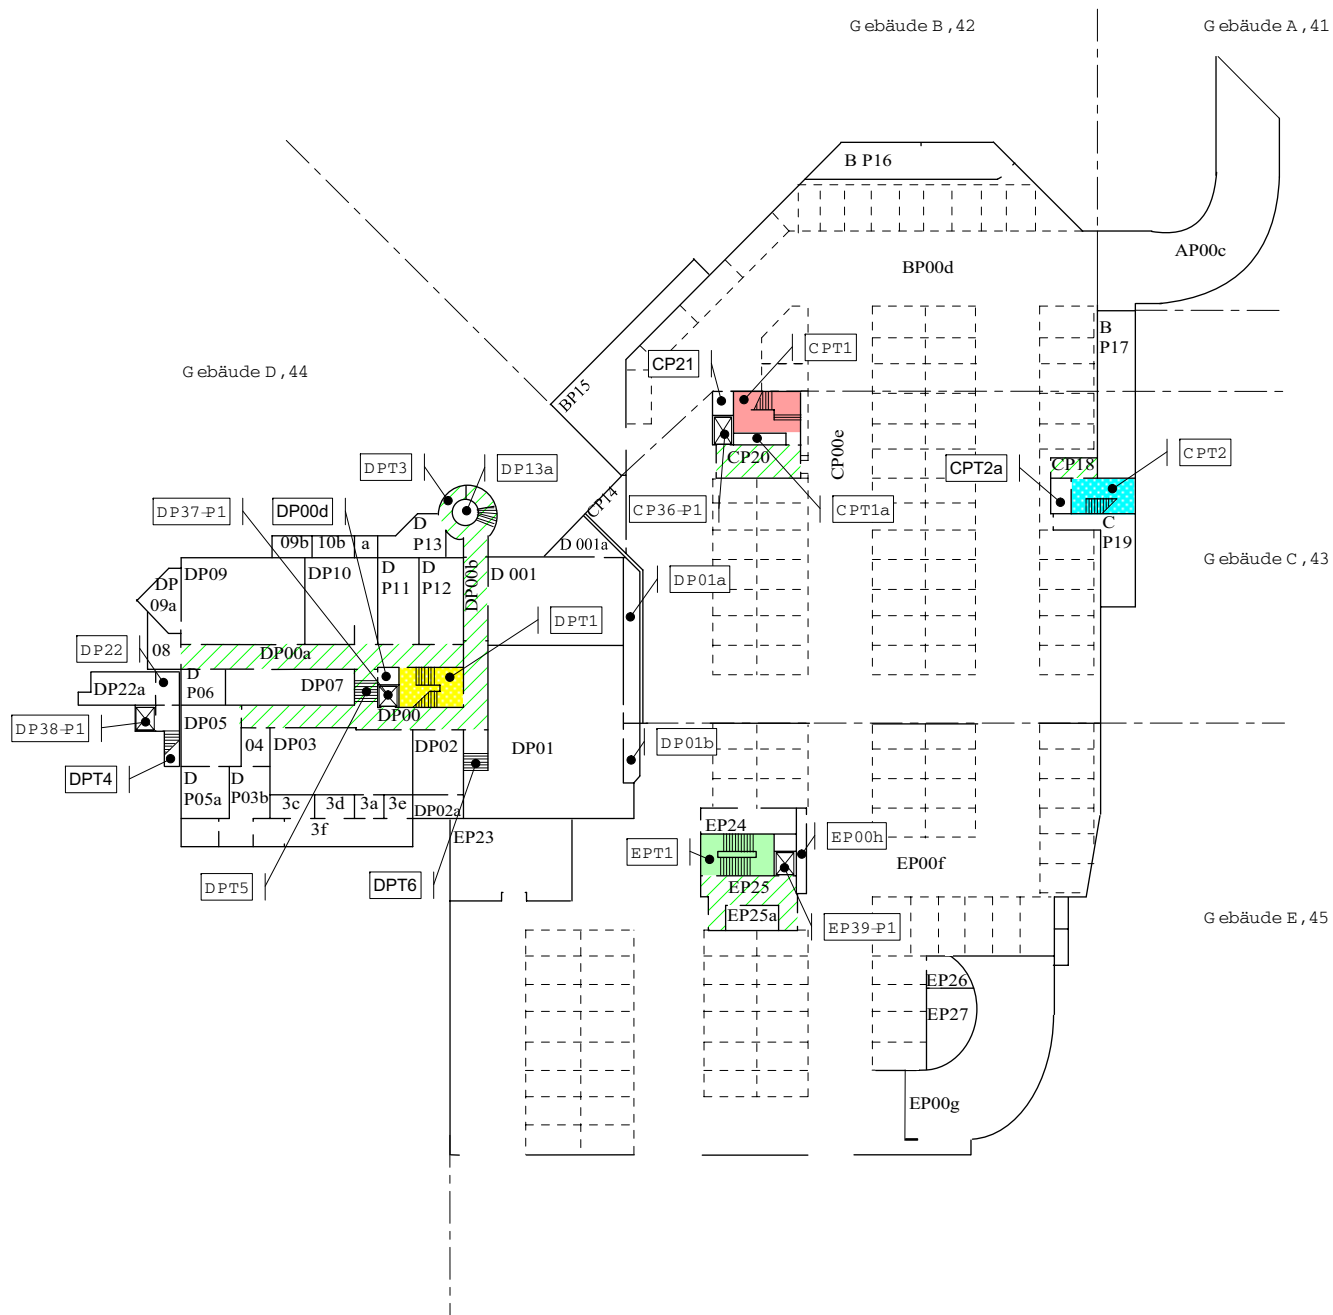 Gebäude B, 42
Gebäude A, 41
B P16
AP00c
BP00d
B
P17
CPT1
CP21
Gebäude D, 44
BP15
CP00e
CP20
CP18
CPT2
CPT2a
DPT3
DP13a
DP37-P1
DP00d
CP14
CP36-P1
CPT1a
C
P19
09b
10b
a
D
P13
D 001a
Gebäude C, 43
DP
09a
DP09
DP10
D
P11
D
P12
DP00b
D 001
DP01a
DPT1
DP22
08
DP00a
DP22a
D
P06
DP07
DP38-P1
DP05
DP00
04
DP03
DP02
DP01
DP01b
DPT4
D
P05a
D
P03b
3c
3d
3a
3e
DP02a
3f
EP23
EP24
EP00h
EPT1
EP00f
DPT5
DPT6
EP25
EP25a
EP39-P1
Gebäude E, 45
EP26
EP27
EP00g